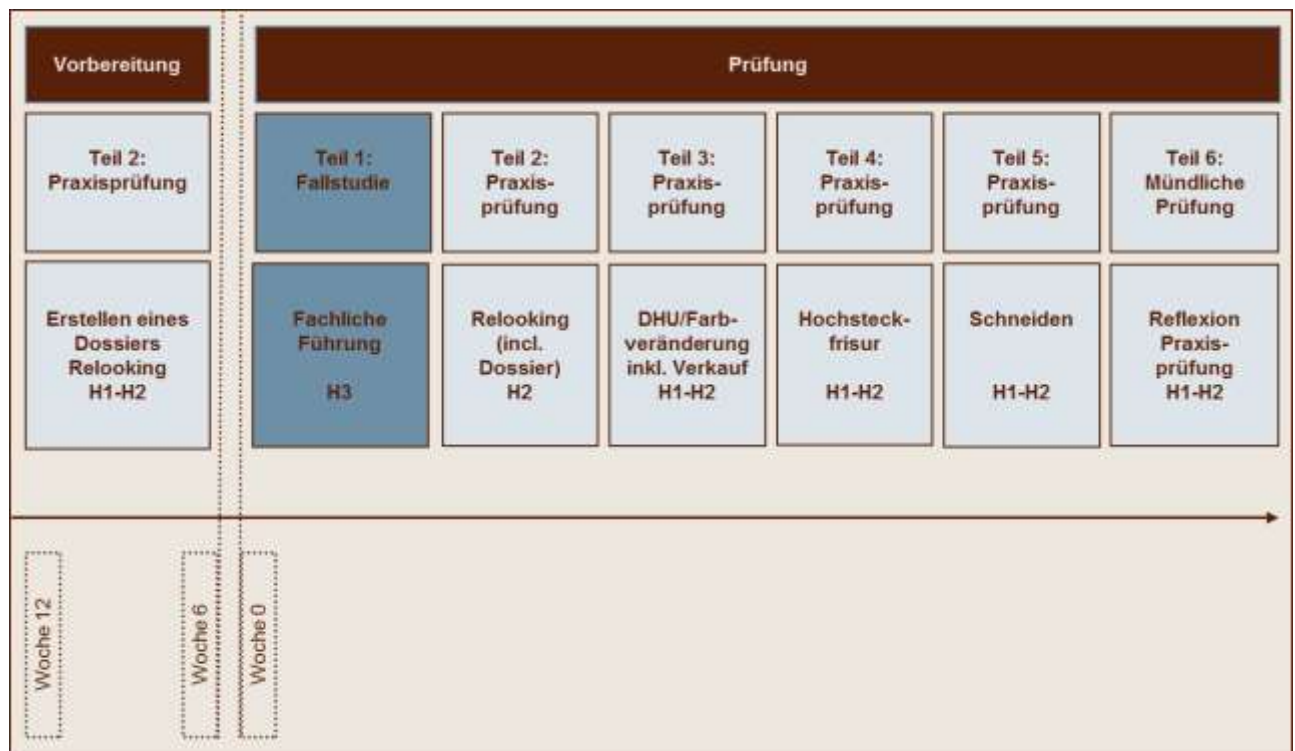 Vorbereitung
Prüfung
Teil 2:
Praxisprüfung
Teil 1:
Fallstudie
Teil 2:
Praxis-
prüfung
Teil 3:
Praxis-
prüfung
Teil 4:
Praxis-
prüfung
Teil 5:
Praxis-
prüfung
Teil 6:
Mündliche
Prüfung
Erstellen eines
Dossiers
Relooking
H1-H2
Fachliche
Führung
H3
Relooking
(incl.
Dossier)
H2
DHU/Farb-
veränderung
inkl. Verkauf
H1-H2
Hochsteck-
frisur
H1-H2
Schneiden
H1-H2
Reflexion
Praxis-
prüfung
H1-H2
Woche 12
Woche 6
Woche 0